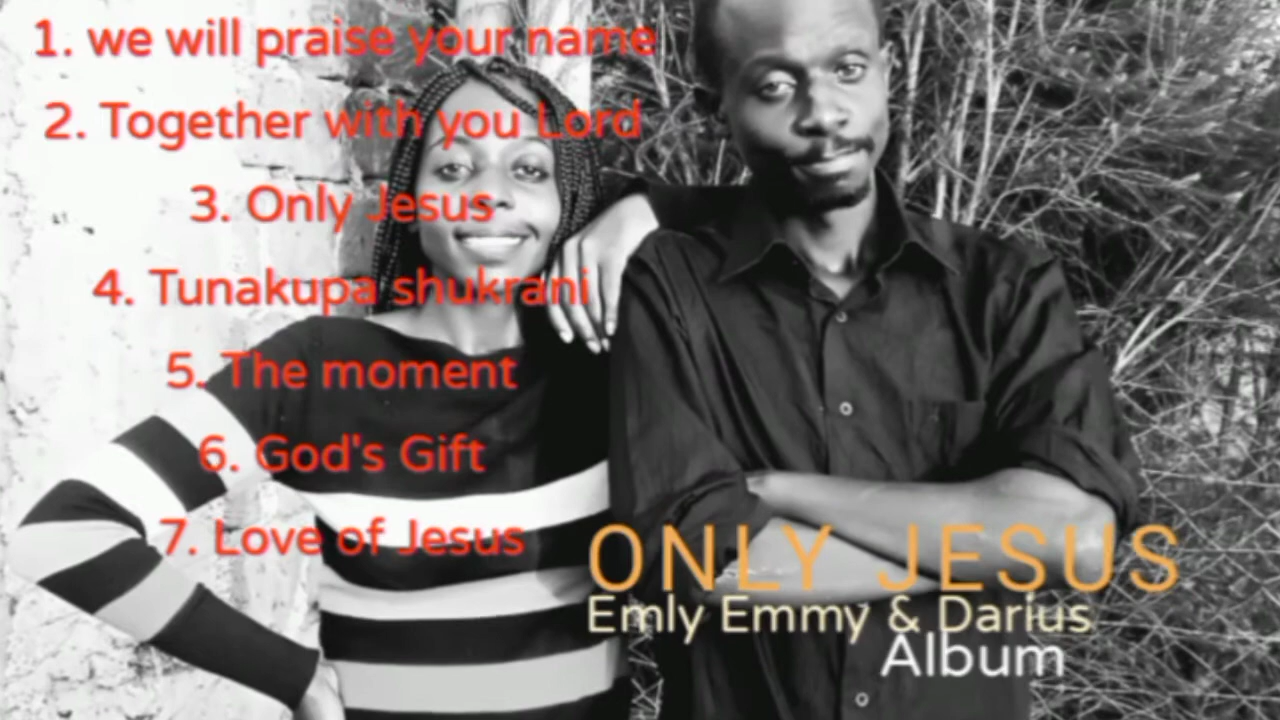 1. we will praise your name
2. Together with you Lord
3. Only Jesus
4. Tunakupa shukrani
5. The moment
6. God's Gift
7. Love of Jesus
ONLY JESUS
Emly Emmy & Darius
Album